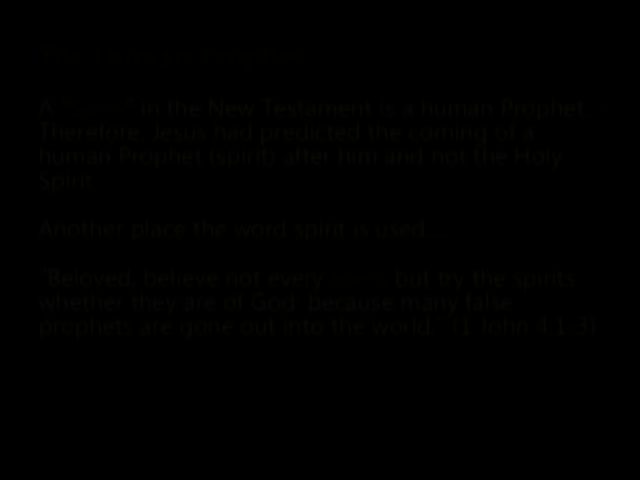 A "Spirit" in the New Testament is a human Prophet
Therefore, Jesus had predicted the coming of a
human Prophet (spirit) after him and not the Holy
Spirit
Another place the word spirit is used...
"Beloved, believe not every spirit, but try the spirits
whether they are of God: because many false
prophets are gone out into the world." (1 John 4:1-3)